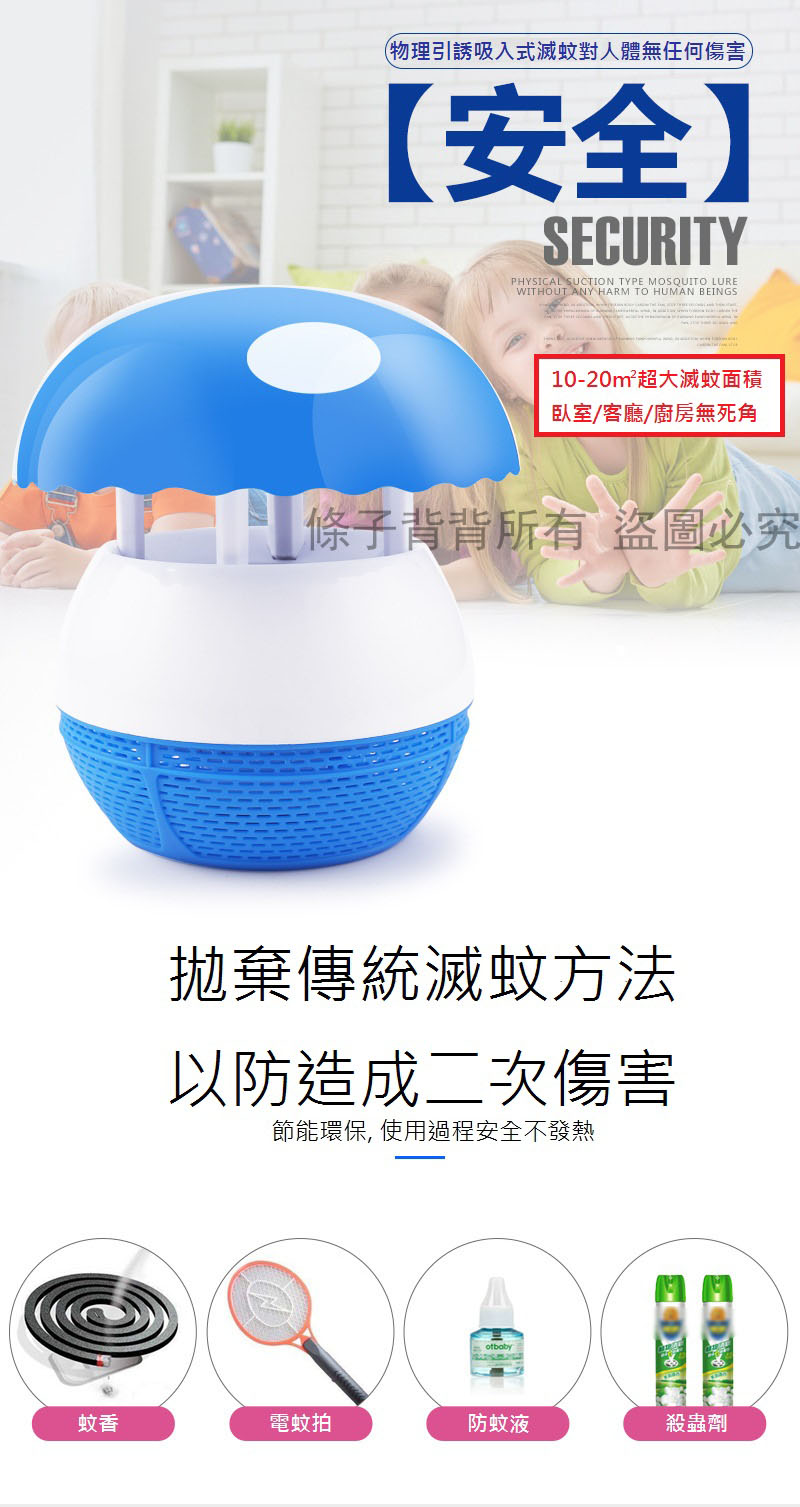 物理引誘吸入式滅蚊對人體無任何傷害
【安全】
SECURITY
PHYSICAL SUCTION TYPE MOSQUITO LURE
WITHOUT ANY HARM TO HUMAN BEINGS
10-20㎡超大滅蚊面積
臥室/客廳/廚房無死角
條子背背所有 盜圖必究
拋棄傳統滅蚊方法
以防造成二次傷害
節能環保, 使用過程安全不發熱
otbaby
蚊香
電蚊拍
防蚊液
殺蟲劑